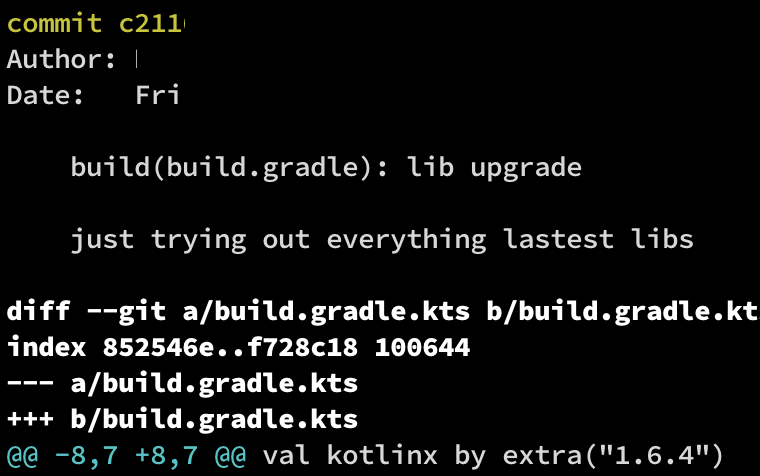 commit c211
Author:
Date:   Fri
build(build.gradle): lib upgrade
just trying out everything lastest libs
diff --git a/build.gradle.kts b/build.gradle.kt
index 852546e..f728c18 100644
--- a/build.gradle.kts
+++ b/build.gradle.kts
@@ -8,7 +8,7 @@ val kotlinx by extra("1.6.4")